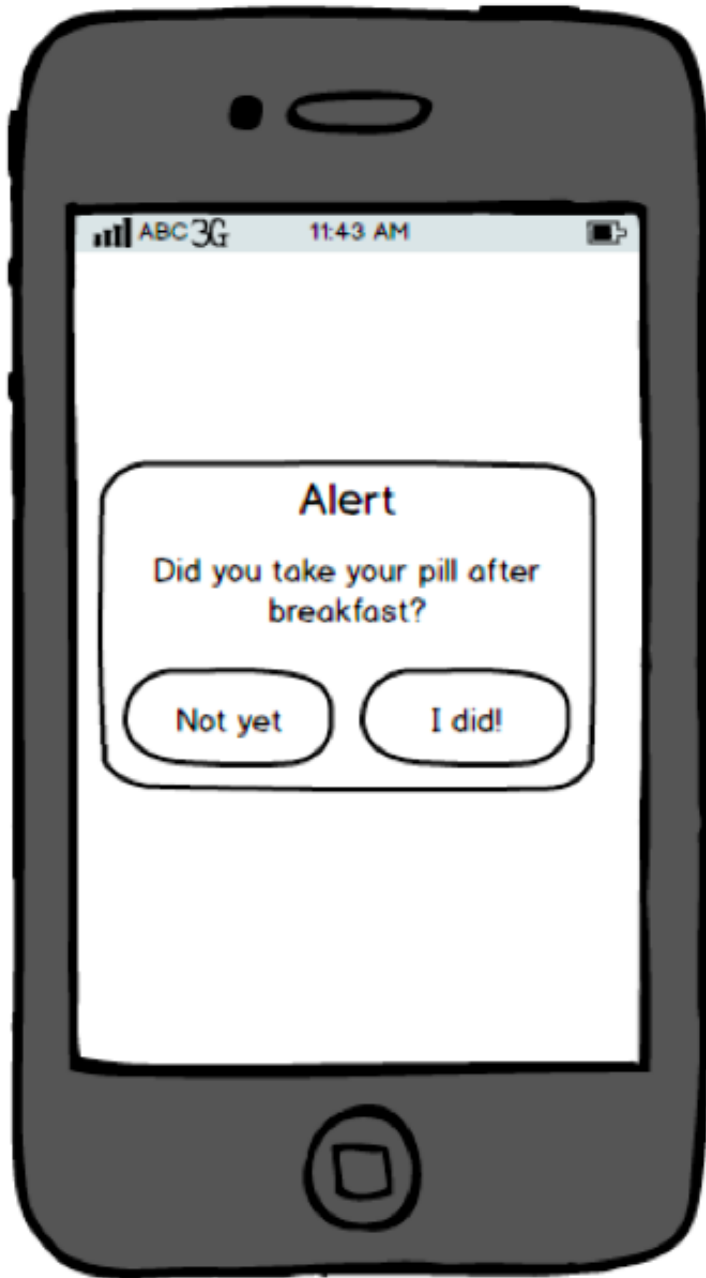 ABC 3G 11:43 AM
Alert
Did you take your pill after
breakfast?
Not yet I did!